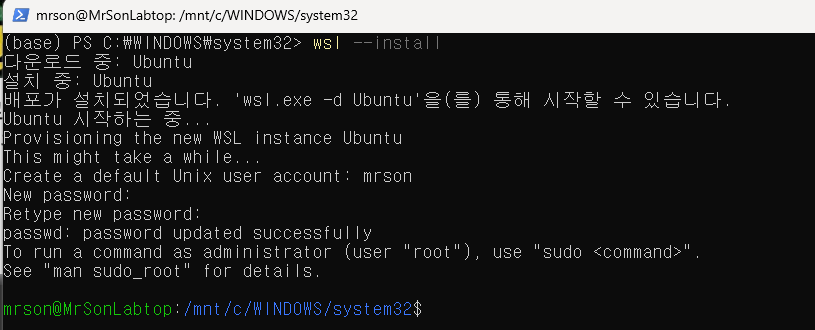 mrson@MrSonLabtop: /mnt/c/WINDOWS/system32
(base) PS C:₩WINDOWS₩system32> wsl --install
다운로드 중: Ubuntu
설치 중: Ubuntu
배포가 설치되었습니다. 'wsl.exe -d Ubuntu'을(를) 통해 시작할 수 있습니다.
Ubuntu 시작하는 중...
Provisioning the new WSL instance Ubuntu
This might take a while...
Create a default Unix user account: mrson
New password:
Retype new password:
passwd: password updated successfully
To run a command as administrator (user "root"), use "sudo <command>".
See "man sudo_root" for details.
mrson@MrSonLabtop:/mnt/c/WINDOWS/system32$